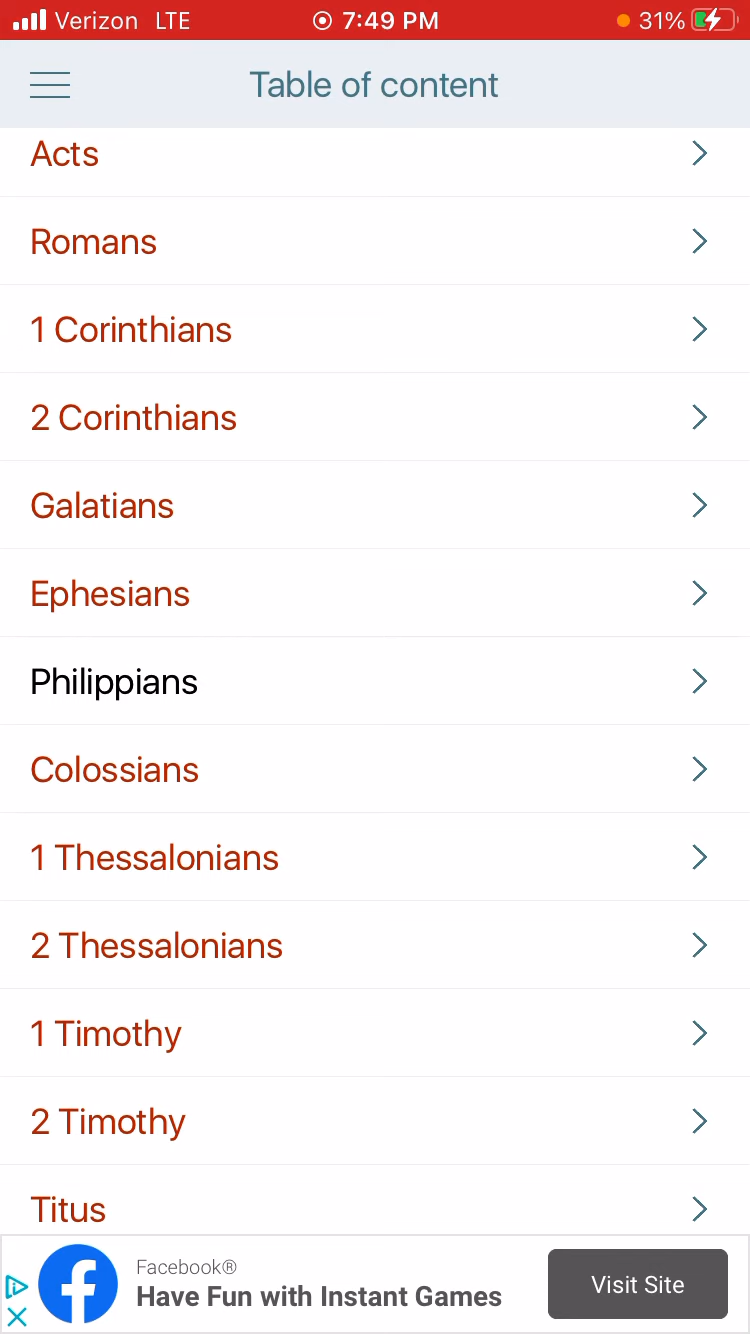 Verizon LTE 7:49 PM 31%
Table of content
Acts
Romans
1 Corinthians
2 Corinthians
Galatians
Ephesians
Philippians
Colossians
1 Thessalonians
2 Thessalonians
1 Timothy
2 Timothy
Titus
Facebook®
Have Fun with Instant Games
Visit Site